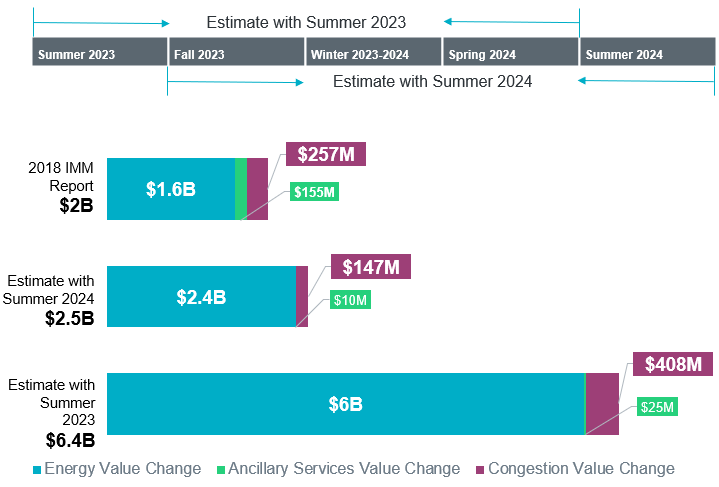 Estimate with Summer 2023
Summer 2023
Fall 2023
Winter 2023-2024
Spring 2024
Summer 2024
Estimate with Summer 2024
2018 IMM
Report
$2B
$1.6B
$257M
$155M
Estimate with
Summer 2024
$2.5B
$2.4B
$147M
$10M
Estimate with
Summer
2023
$6.4B
$6B
$408M
$25M
Energy Value Change
Ancillary Services Value Change
Congestion Value Change